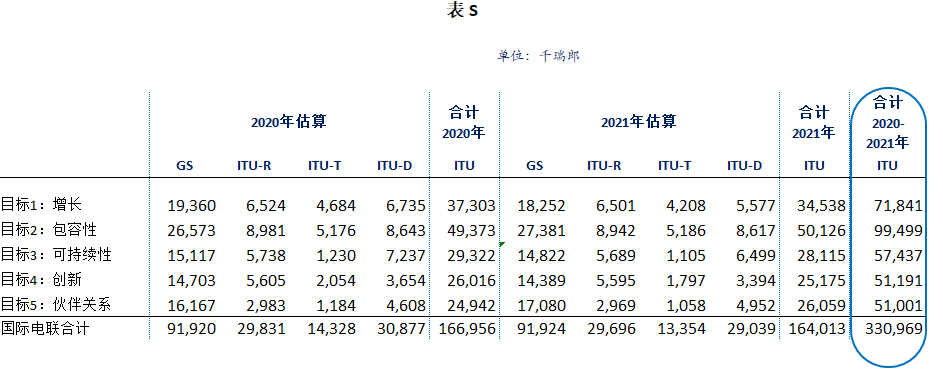 表 S
单位：千瑞郎
2020年估算 合计 2020年 2021年估算 合计 2021年 合计 2020-2021年
GS ITU-R ITU-T ITU-D ITU GS ITU-R ITU-T ITU-D ITU ITU
目标1：增长 19,360 6,524 4,684 6,735 37,303 18,252 6,501 4,208 5,577 34,538 71,841
目标2：包容性 26,573 8,981 5,176 8,643 49,373 27,381 8,942 5,186 8,617 50,126 99,499
目标3：可持续性 15,117 5,738 1,230 7,237 29,322 14,822 5,689 1,105 6,499 28,115 57,437
目标4：创新 14,703 5,605 2,054 3,654 26,016 14,389 5,595 1,797 3,394 25,175 51,191
目标5：伙伴关系 16,167 2,983 1,184 4,608 24,942 17,080 2,969 1,058 4,952 26,059 51,001
国际电联合计 91,920 29,831 14,328 30,877 166,956 91,924 29,696 13,354 29,039 164,013 330,969